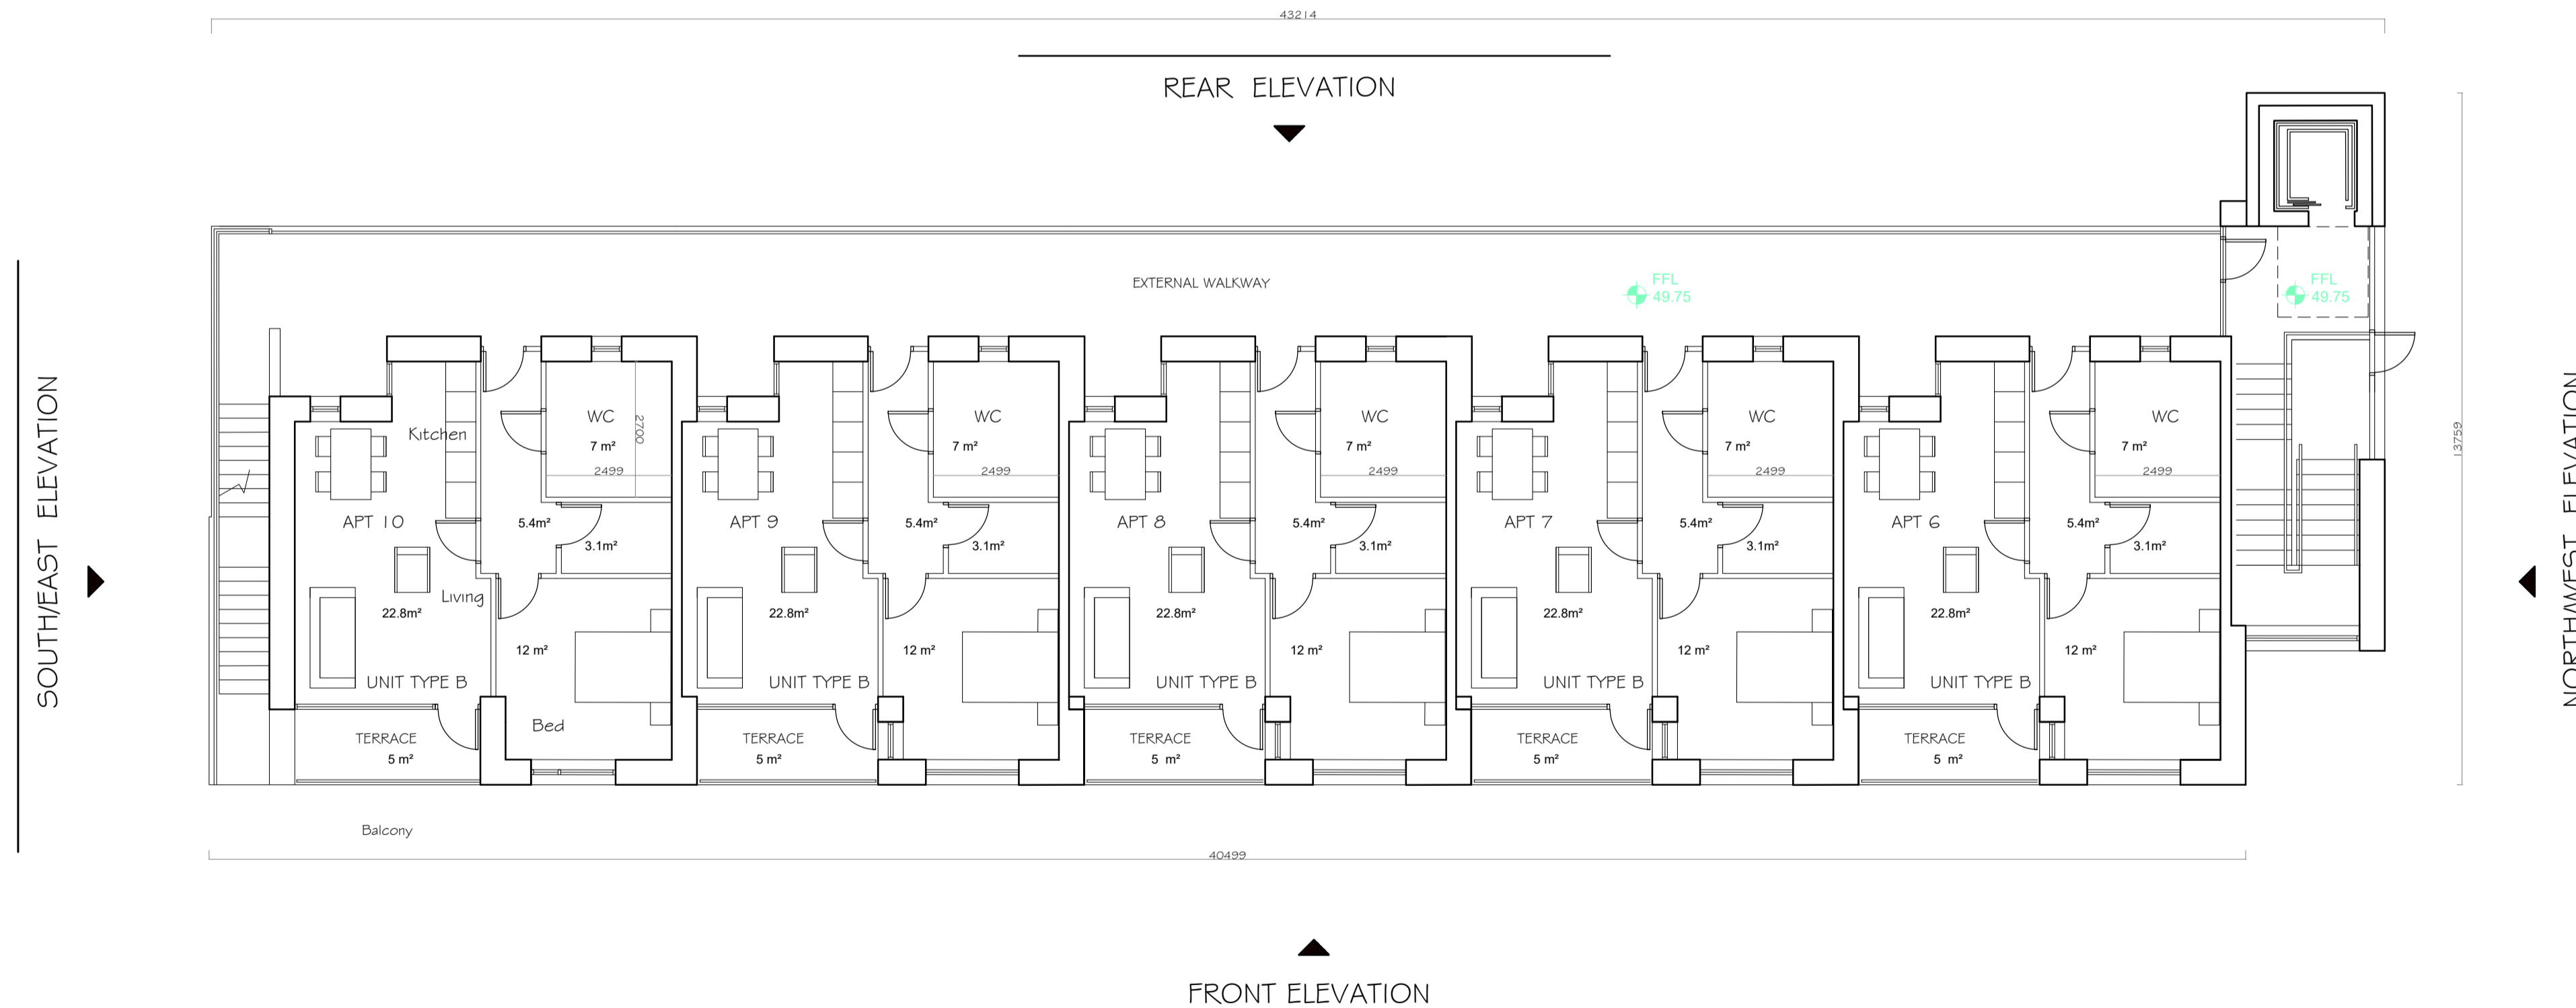 43214
REAR ELEVATION
13759
EXTERNAL WALKWAY
FFL
49.75
FFL
49.75
SOUTH/EAST ELEVATION
NORTH/WEST ELEVATION
Kitchen
WC
7 m²
2700
2499
APT 10
5.4m²
3.1m²
Living
22.8m²
12 m²
UNIT TYPE B
Bed
TERRACE
5 m²
WC
7 m²
2499
APT 9
5.4m²
3.1m²
22.8m²
12 m²
UNIT TYPE B
TERRACE
5 m²
WC
7 m²
2499
APT 8
5.4m²
3.1m²
22.8m²
12 m²
UNIT TYPE B
TERRACE
5 m²
WC
7 m²
2499
APT 7
5.4m²
3.1m²
22.8m²
12 m²
UNIT TYPE B
TERRACE
5 m²
WC
7 m²
2499
APT 6
5.4m²
3.1m²
22.8m²
12 m²
UNIT TYPE B
TERRACE
5 m²
Balcony
40499
FRONT ELEVATION